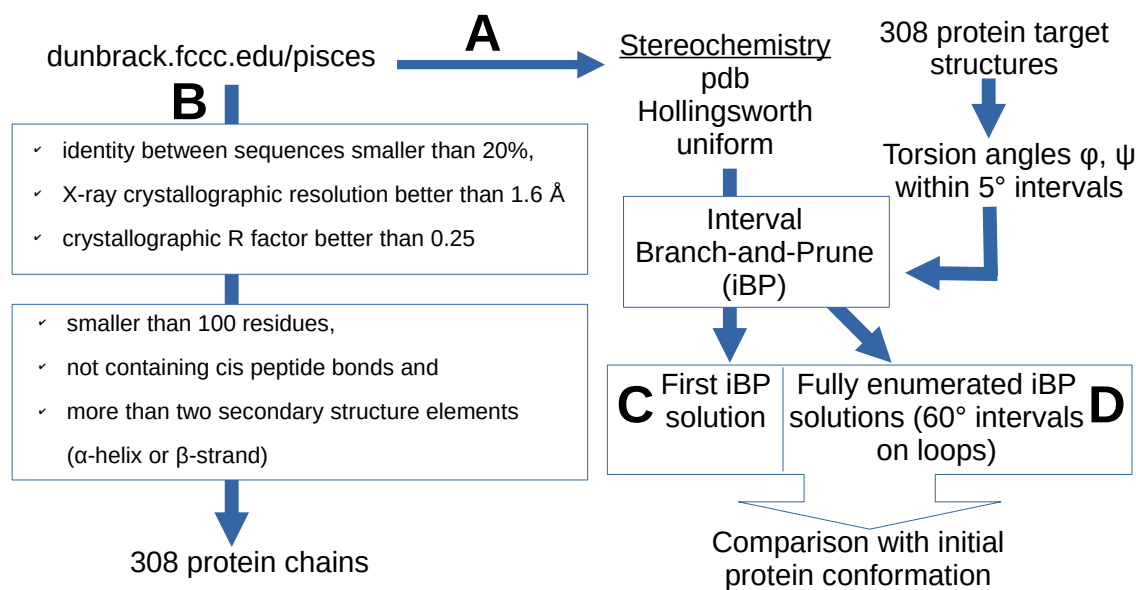 dunbrack.fccc.edu/pisces
A
B
✓ identity between sequences smaller than 20%,
✓ X-ray crystallographic resolution better than 1.6 Å
✓ crystallographic R factor better than 0.25
✓ smaller than 100 residues,
✓ not containing cis peptide bonds and
✓ more than two secondary structure elements
(α-helix or β-strand)
308 protein chains
Stereochemistry
pdb
Hollingsworth
uniform
308 protein target
structures
Torsion angles φ, ψ
within 5° intervals
Interval
Branch-and-Prune
(iBP)
C
First iBP
solution
Fully enumerated iBP
solutions (60° intervals
on loops)
D
Comparison with initial
protein conformation